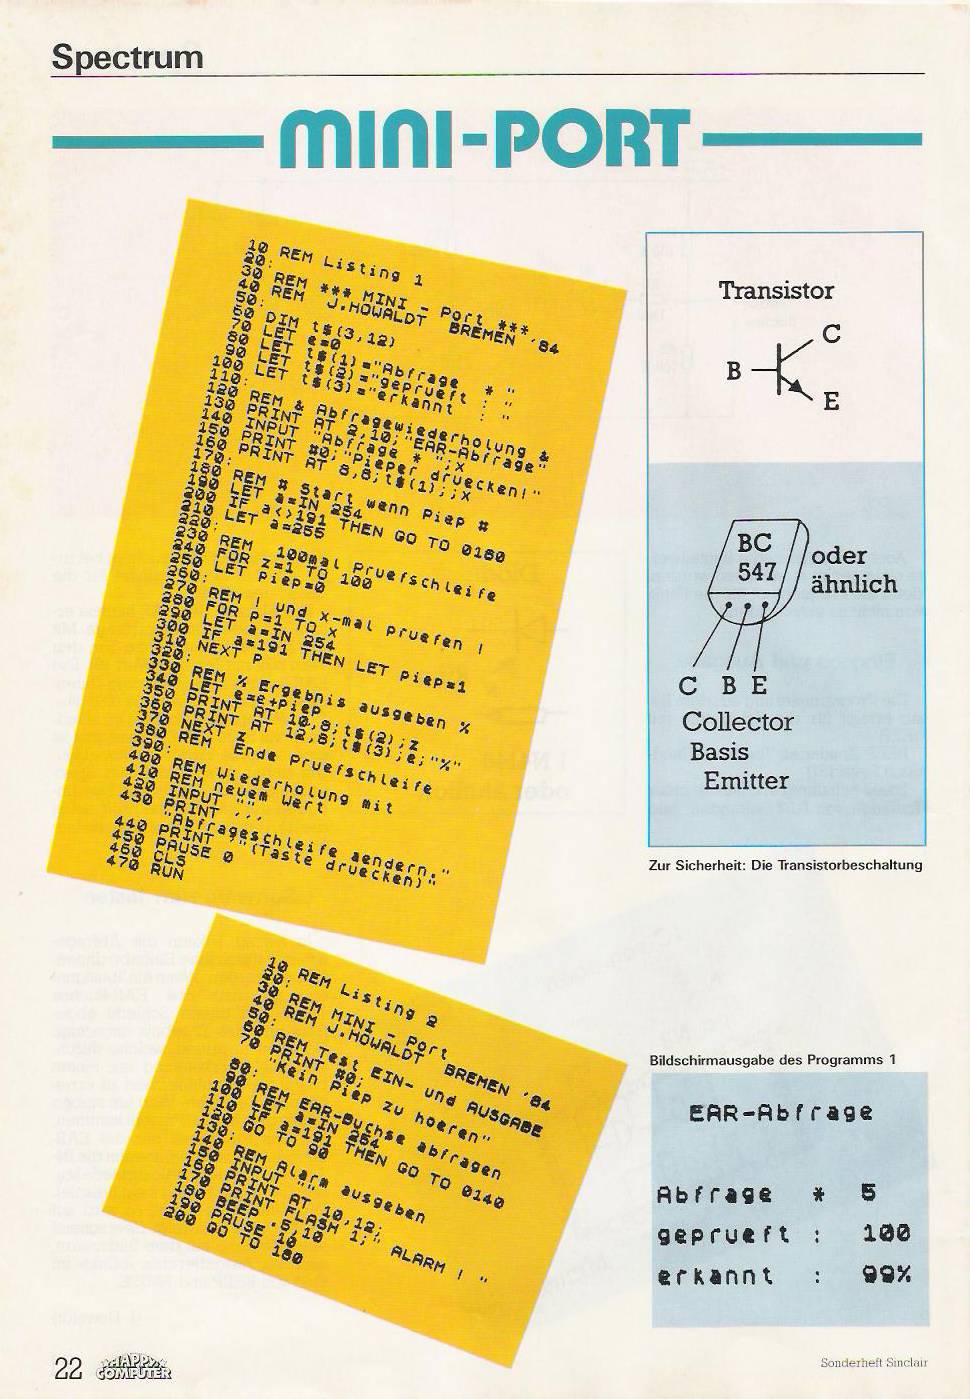 Spectrum
MINI-PORT
10 REM Listing 1
20:
30 REM *** MINI - Port ***
40 REM J.HOWALDT BREMEN '84
50:
60 DIM t$(3,12)
70 LET e=0
80 LET t$(1)="Abfrage * "
90 LET t$(2)="geprueft : "
100 LET t$(3)="erkannt : "
110:
120 REM & Abfragewiederholung &
130 PRINT AT 2,10;"EAR-Abfrage"
140 INPUT "Abfrage * ";x
150 PRINT #0;"Pieper druecken!"
160 PRINT AT 8,8;t$(1);;x
170:
180 REM # Start wenn Piep #
190 LET a=IN 254
200 IF a<>191 THEN GO TO 0180
210 LET a=255
220:
230 REM 100mal Pruefschleife
240 FOR z=1 TO 100
250 LET piep=0
260:
270 REM ! und x-mal pruefen !
280 FOR p=1 TO x
290 LET a=IN 254
300 IF a=191 THEN LET piep=1
310 NEXT p
320:
330 REM % Ergebnis ausgeben %
340 LET e=e+piep
350 PRINT AT 10,8;t$(2);z
360 PRINT AT 12,8;t$(3);e;"%"
370 NEXT z
380 REM Ende Pruefschleife
390:
400 REM Wiederholung mit
410 REM neuem Wert
420 INPUT ""
430 PRINT ,,,
"Abfrageschleife aendern."
440 PRINT '"(Taste druecken)"
450 PAUSE 0
460 CLS
470 RUN
Transistor
C
B
E
BC
547
oder
ähnlich
C B E
Collector
Basis
Emitter
Zur Sicherheit: Die Transistorbeschaltung
10 REM Listing 2
20:
30 REM MINI - Port
40 REM J.HOWALDT BREMEN '84
50:
60 REM Test EIN- und AUSGABE
70 PRINT #0;
"Kein Piep zu hoeren"
80:
90 REM EAR-Buchse abfragen
100 LET a=IN 254
110 IF a=191 THEN GO TO 0140
120 GO TO 90
130:
140 REM Alarm ausgeben
150 INPUT ""
160 PRINT AT 10,12;
170 PRINT FLASH 1;" ALARM ! "
180 BEEP .5,10
190 PAUSE 10
200 GO TO 180
Bildschirmausgabe des Programms 1
EAR-Abfrage
Abfrage * 5
geprueft : 100
erkannt : 99%
22 HAPPY COMPUTER
Sonderheft Sinclair